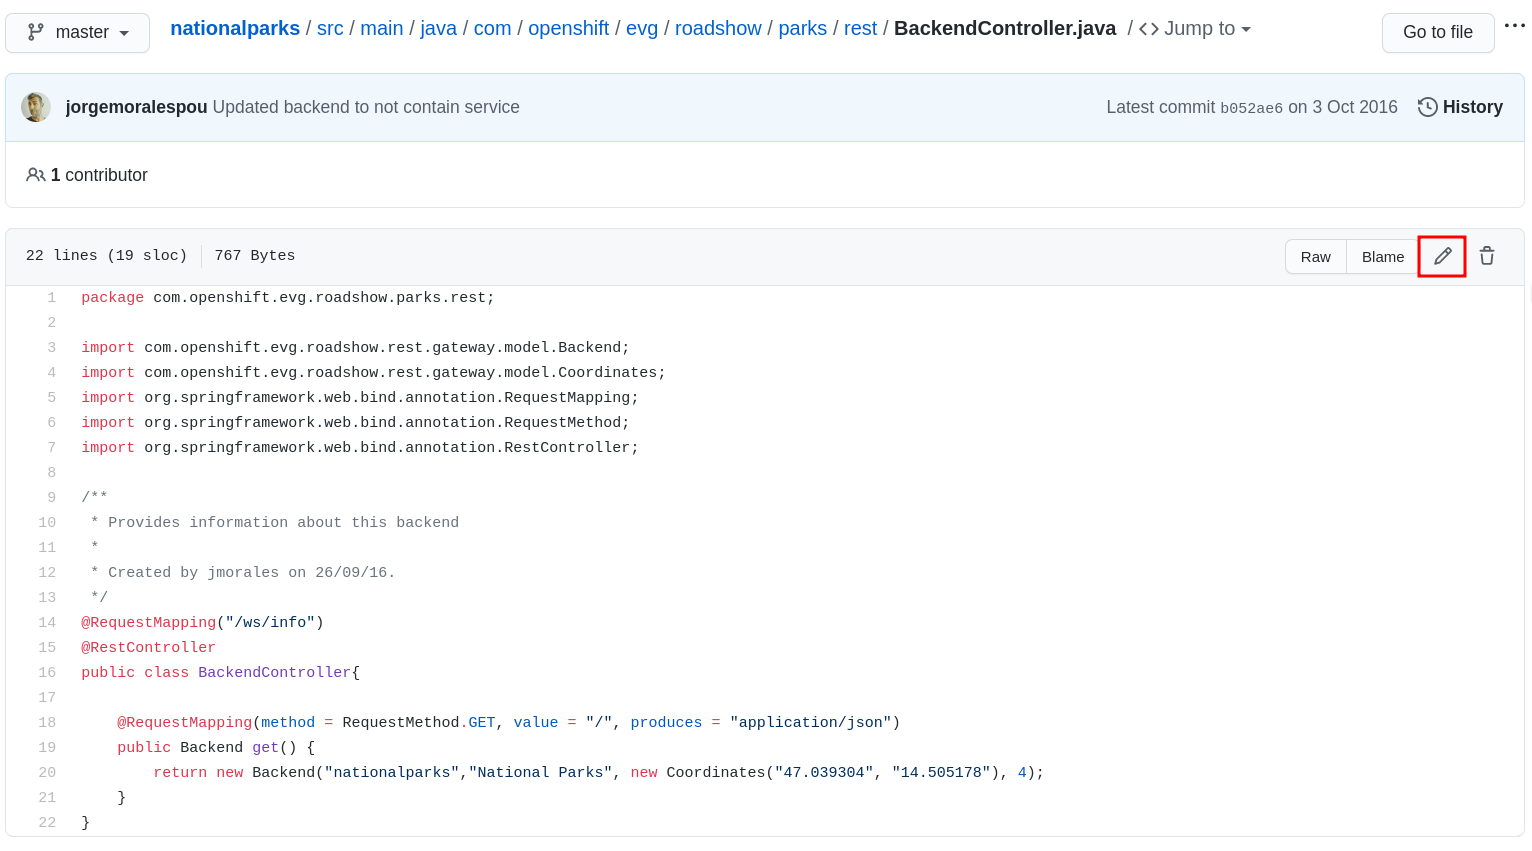 master nationalparks / src / main / java / com / openshift / evg / roadshow / parks / rest / BackendController.java / <> Jump to Go to file ...
jorgemoralespou Updated backend to not contain service Latest commit b052ae6 on 3 Oct 2016 History
1 contributor
22 lines (19 sloc) 767 Bytes Raw Blame
1 package com.openshift.evg.roadshow.parks.rest;
2
3 import com.openshift.evg.roadshow.rest.gateway.model.Backend;
4 import com.openshift.evg.roadshow.rest.gateway.model.Coordinates;
5 import org.springframework.web.bind.annotation.RequestMapping;
6 import org.springframework.web.bind.annotation.RequestMethod;
7 import org.springframework.web.bind.annotation.RestController;
8
9 /**
10  * Provides information about this backend
11  *
12  * Created by jmorales on 26/09/16.
13  */
14 @RequestMapping("/ws/info")
15 @RestController
16 public class BackendController{
17
18     @RequestMapping(method = RequestMethod.GET, value = "/", produces = "application/json")
19     public Backend get() {
20         return new Backend("nationalparks","National Parks", new Coordinates("47.039304", "14.505178"), 4);
21     }
22 }